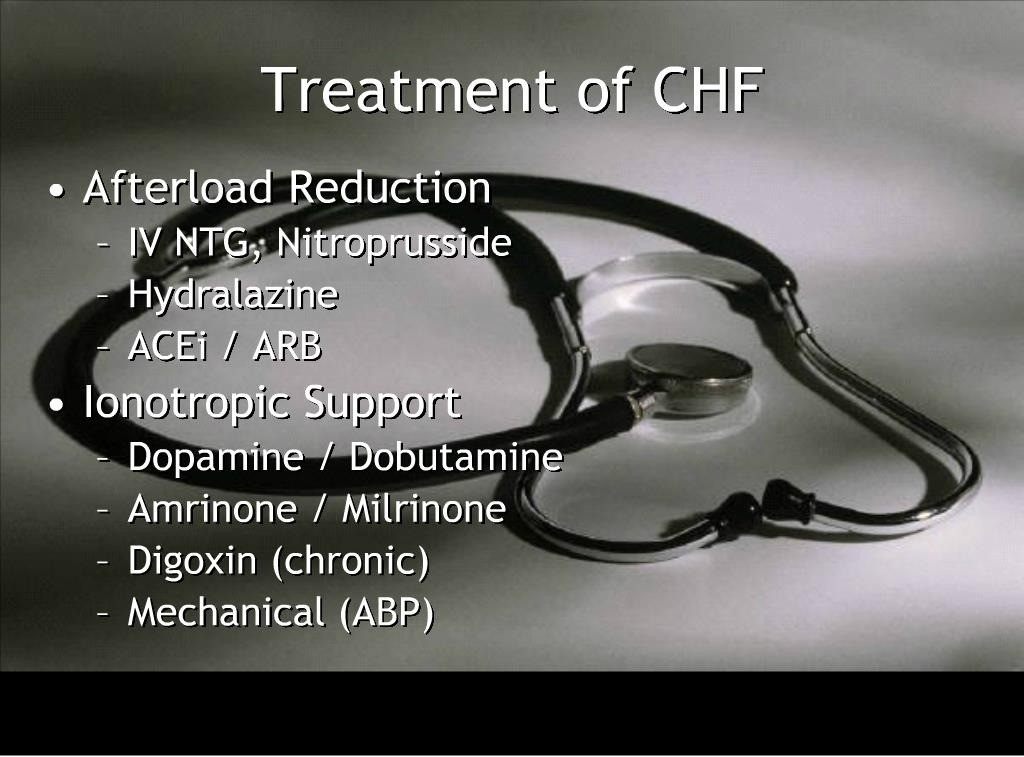 Treatment of CHF
• Afterload Reduction
– IV NTG, Nitroprusside
– Hydralazine
– ACEi / ARB
• Ionotropic Support
– Dopamine / Dobutamine
– Amrinone / Milrinone
– Digoxin (chronic)
– Mechanical (ABP)